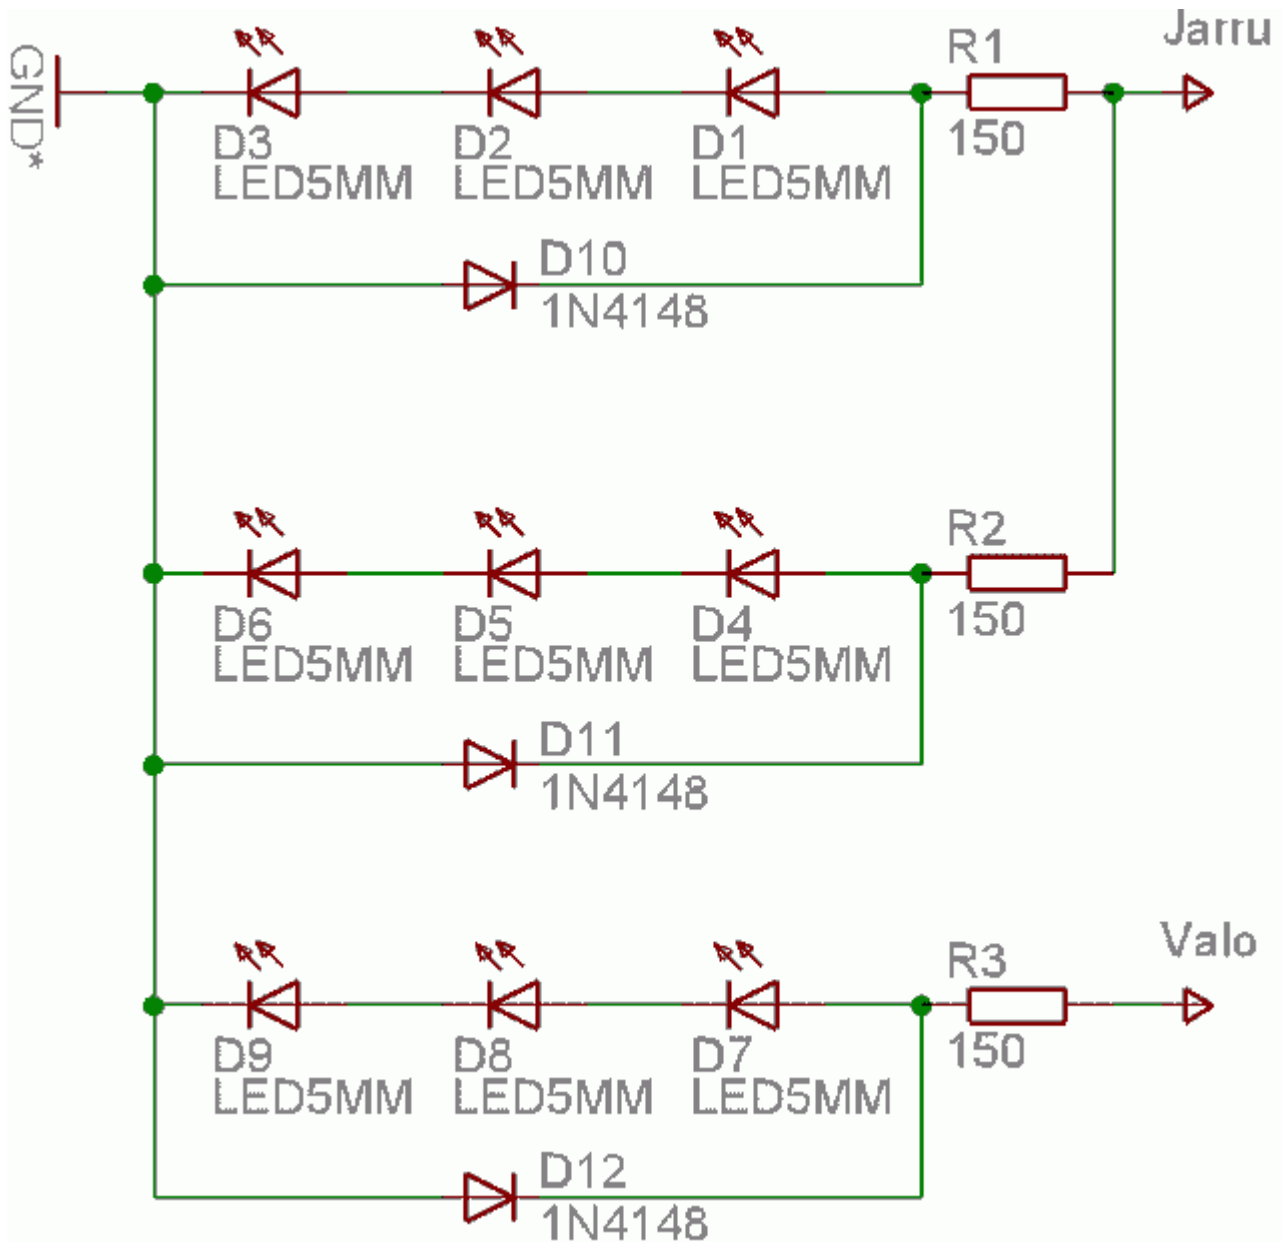 GND*
Jarru
R1
150
D3
LED5MM
D2
LED5MM
D1
LED5MM
D10
1N4148
R2
150
D6
LED5MM
D5
LED5MM
D4
LED5MM
D11
1N4148
Valo
R3
150
D9
LED5MM
D8
LED5MM
D7
LED5MM
D12
1N4148